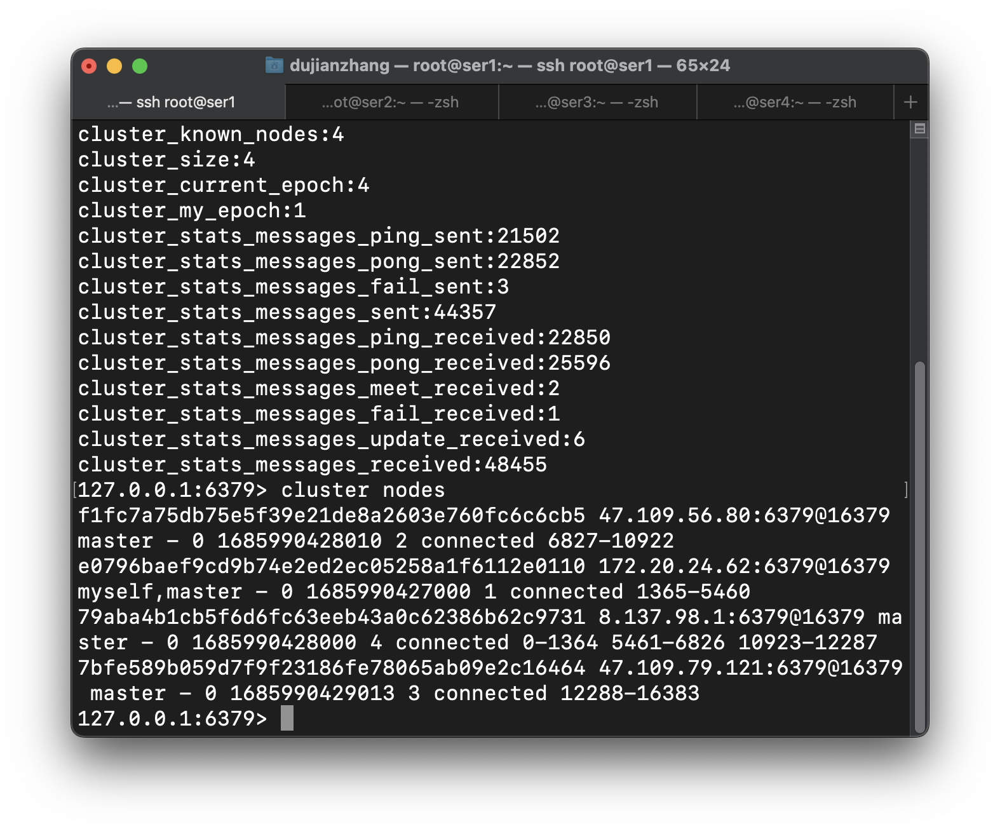 dujianzhang — root@ser1:~ — ssh root@ser1 — 65×24
...— ssh root@ser1
...ot@ser2:~ — -zsh
...@ser3:~ — -zsh
...@ser4:~ — -zsh
+
cluster_known_nodes:4
cluster_size:4
cluster_current_epoch:4
cluster_my_epoch:1
cluster_stats_messages_ping_sent:21502
cluster_stats_messages_pong_sent:22852
cluster_stats_messages_fail_sent:3
cluster_stats_messages_sent:44357
cluster_stats_messages_ping_received:22850
cluster_stats_messages_pong_received:25596
cluster_stats_messages_meet_received:2
cluster_stats_messages_fail_received:1
cluster_stats_messages_update_received:6
cluster_stats_messages_received:48455
[127.0.0.1:6379> cluster nodes ]
f1fc7a75db75e5f39e21de8a2603e760fc6c6cb5 47.109.56.80:6379@16379
master - 0 1685990428010 2 connected 6827-10922
e0796baef9cd9b74e2ed2ec05258a1f6112e0110 172.20.24.62:6379@16379
myself,master - 0 1685990427000 1 connected 1365-5460
79aba4b1cb5f6d6fc63eeb43a0c62386b62c9731 8.137.98.1:6379@16379 ma
ster - 0 1685990428000 4 connected 0-1364 5461-6826 10923-12287
7bfe589b059d7f9f23186fe78065ab09e2c16464 47.109.79.121:6379@16379
master - 0 1685990429013 3 connected 12288-16383
127.0.0.1:6379>